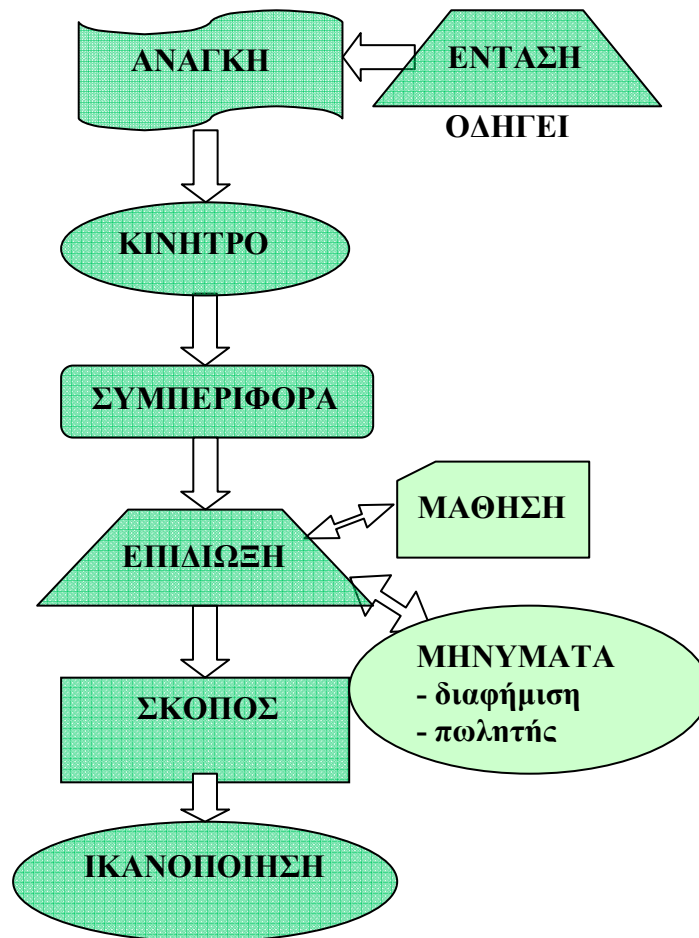 ΑΝΑΓΚΗ
ΕΝΤΑΣΗ
ΟΔΗΓΕΙ
ΚΙΝΗΤΡΟ
ΣΥΜΠΕΡΙΦΟΡΑ
ΜΑΘΗΣΗ
ΕΠΙΔΙΩΞΗ
ΜΗΝΥΜΑΤΑ
- διαφήμιση
- πωλητής
ΣΚΟΠΟΣ
ΙΚΑΝΟΠΟΙΗΣΗ